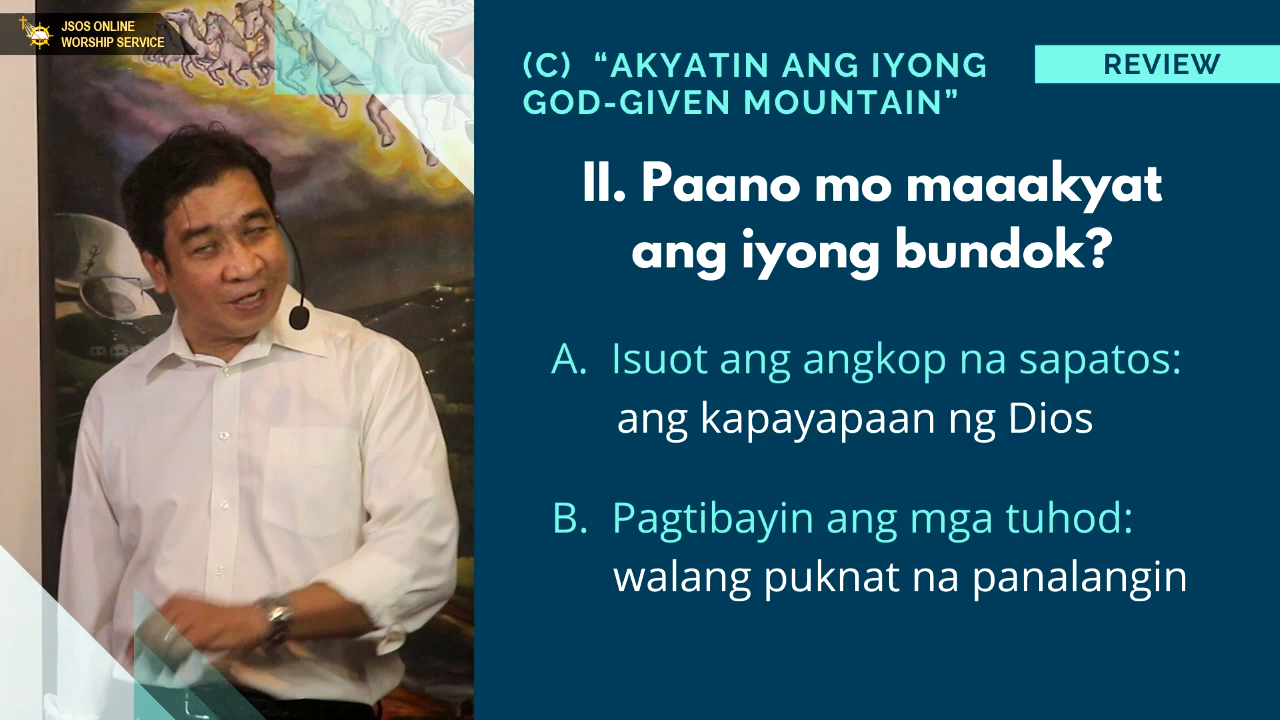 JSOS ONLINE
WORSHIP SERVICE
(C) “AKYATIN ANG IYONG
GOD-GIVEN MOUNTAIN”
REVIEW
II. Paano mo maaakyat
ang iyong bundok?
A. Isuot ang angkop na sapatos:
ang kapayapaan ng Dios
B. Pagtibayin ang mga tuhod:
walang puknat na panalangin